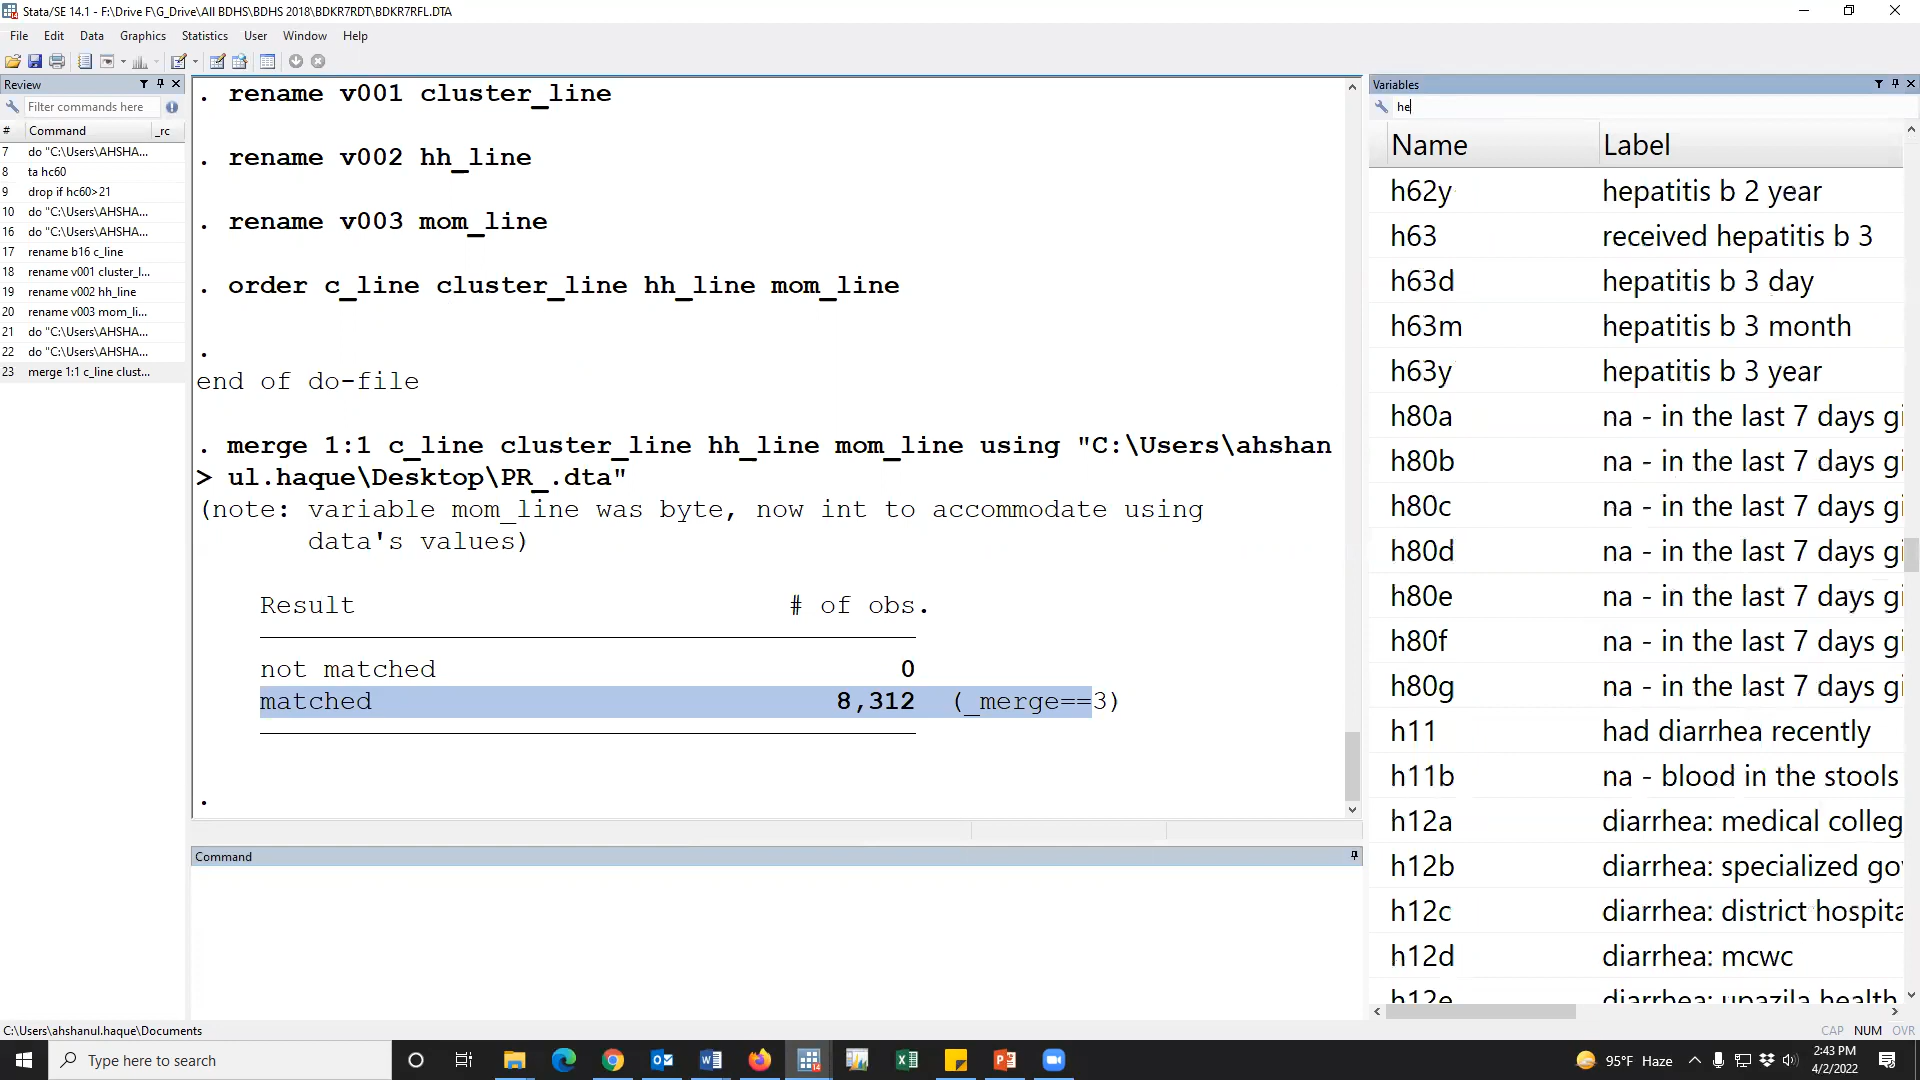 Stata/SE 14.1 - F:\Drive F\G_Drive\All BDHS\BDHS 2018\BDKR7RDT\BDKR7RFL.DTA
File Edit Data Graphics Statistics User Window Help
Review
Filter commands here
# Command _rc
7 do "C:\Users\AHSHA...
8 ta hc60
9 drop if hc60>21
10 do "C:\Users\AHSHA...
16 do "C:\Users\AHSHA...
17 rename b16 c_line
18 rename v001 cluster_l...
19 rename v002 hh_line
20 rename v003 mom_li...
21 do "C:\Users\AHSHA...
22 do "C:\Users\AHSHA...
23 merge 1:1 c_line clust...
. rename v001 cluster_line
. rename v002 hh_line
. rename v003 mom_line
. order c_line cluster_line hh_line mom_line
.
end of do-file
. merge 1:1 c_line cluster_line hh_line mom_line using "C:\Users\ahshan
> ul.haque\Desktop\PR_.dta"
(note: variable mom_line was byte, now int to accommodate using
data's values)
Result # of obs.
not matched 0
matched 8,312 (_merge==3)
.
Command
Variables
he
Name Label
h62y hepatitis b 2 year
h63 received hepatitis b 3
h63d hepatitis b 3 day
h63m hepatitis b 3 month
h63y hepatitis b 3 year
h80a na - in the last 7 days gi
h80b na - in the last 7 days gi
h80c na - in the last 7 days gi
h80d na - in the last 7 days gi
h80e na - in the last 7 days gi
h80f na - in the last 7 days gi
h80g na - in the last 7 days gi
h11 had diarrhea recently
h11b na - blood in the stools
h12a diarrhea: medical colleg
h12b diarrhea: specialized gov
h12c diarrhea: district hospita
h12d diarrhea: mcwc
h12e diarrhea: upazila health
C:\Users\ahshanul.haque\Documents
CAP NUM OVR
Type here to search
95°F Haze
2:43 PM
4/2/2022